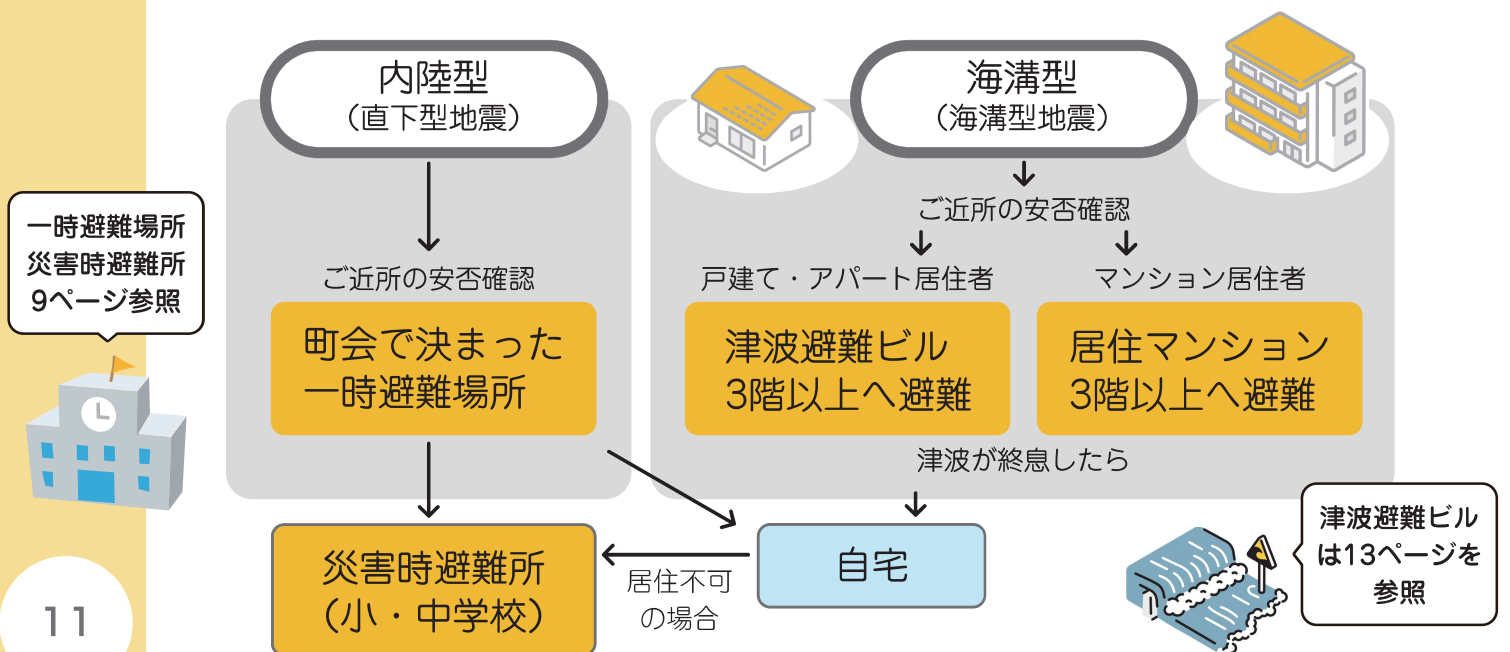 内陸型
（直下型地震）
ご近所の安否確認
町会で決まった
一時避難場所
災害時避難所
（小・中学校）
海溝型
（海溝型地震）
ご近所の安否確認
戸建て・アパート居住者
津波避難ビル
3階以上へ避難
マンション居住者
居住マンション
3階以上へ避難
津波が終息したら
自宅
居住不可
の場合
一時避難場所
災害時避難所
9ページ参照
津波避難ビル
は13ページを
参照
11